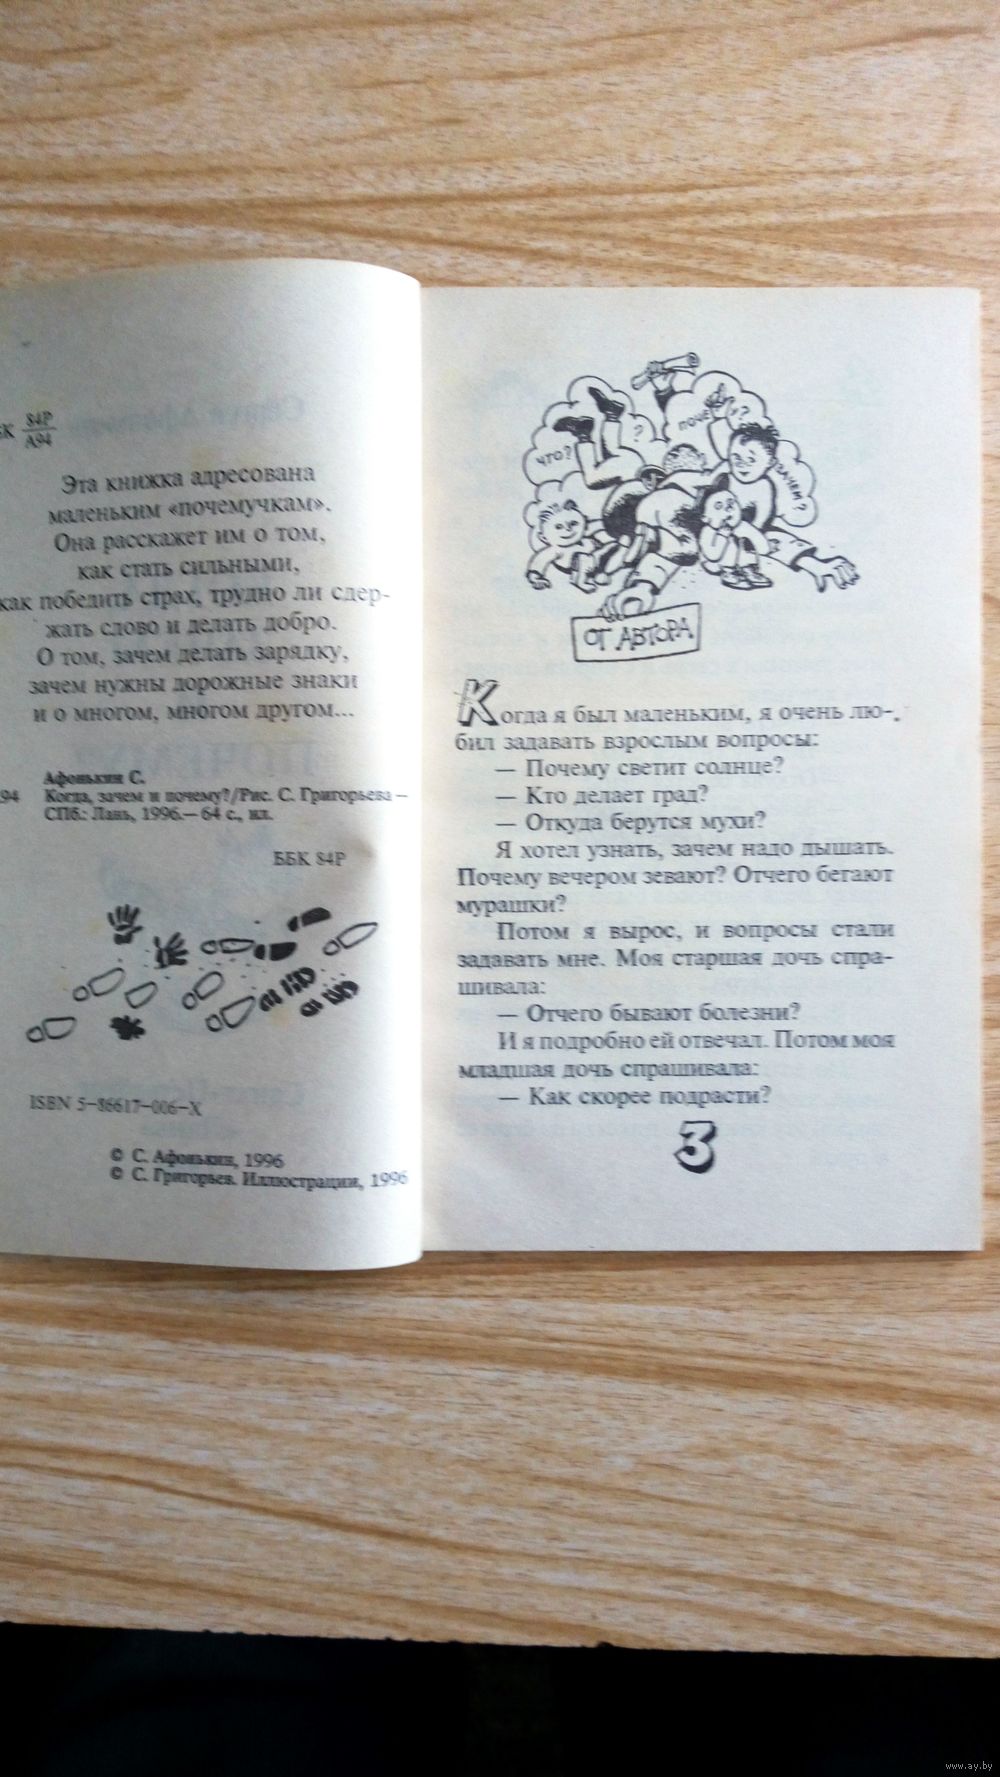 БК 84Р
А94
Эта книжка адресована
маленьким «почемучкам».
Она расскажет им о том,
как стать сильными,
как победить страх, трудно ли сдер-
жать слово и делать добро.
О том, зачем делать зарядку,
зачем нужны дорожные знаки
и о многом, многом другом...
Афонькин С.
94 Когда, зачем и почему?/Рис. С. Григорьева —
СПб.: Лань, 1996.— 64 с., ил.
ББК 84Р
ISBN 5-86617-006-X
© С. Афонькин, 1996
© С. Григорьев. Иллюстрации, 1996
ЧТО?
?
ПОЧЕМУ?
ЗАЧЕМ?
ОТ АВТОРА
Когда я был маленьким, я очень лю-
бил задавать взрослым вопросы:
— Почему светит солнце?
— Кто делает град?
— Откуда берутся мухи?
Я хотел узнать, зачем надо дышать.
Почему вечером зевают? Отчего бегают
мурашки?
Потом я вырос, и вопросы стали
задавать мне. Моя старшая дочь спра-
шивала:
— Отчего бывают болезни?
И я подробно ей отвечал. Потом моя
младшая дочь спрашивала:
— Как скорее подрасти?
3
www.ay.by